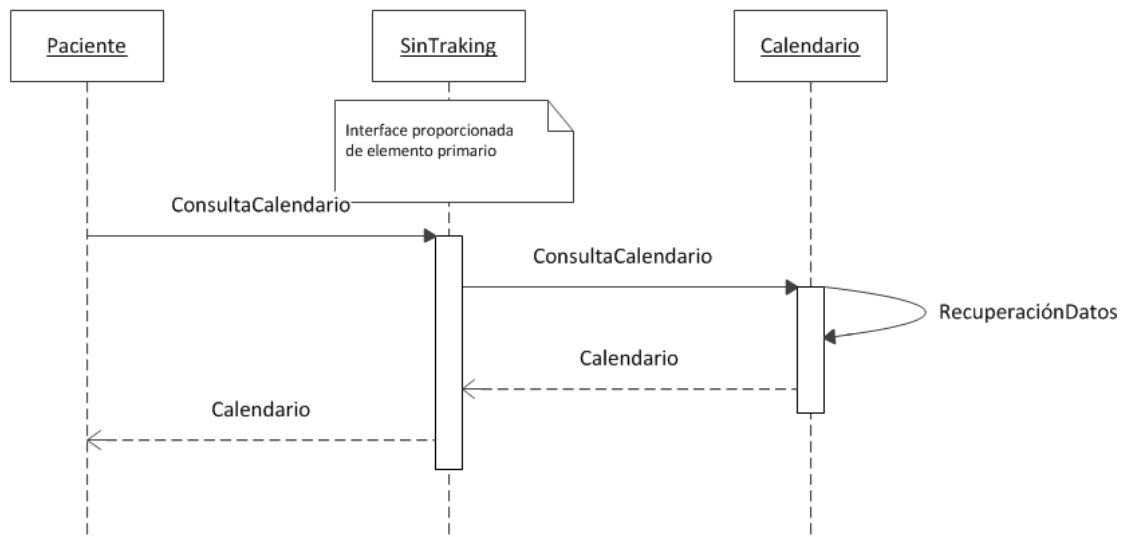 Paciente
SinTraking
Calendario
Interface proporcionada
de elemento primario
ConsultaCalendario
ConsultaCalendario
RecuperaciónDatos
Calendario
Calendario